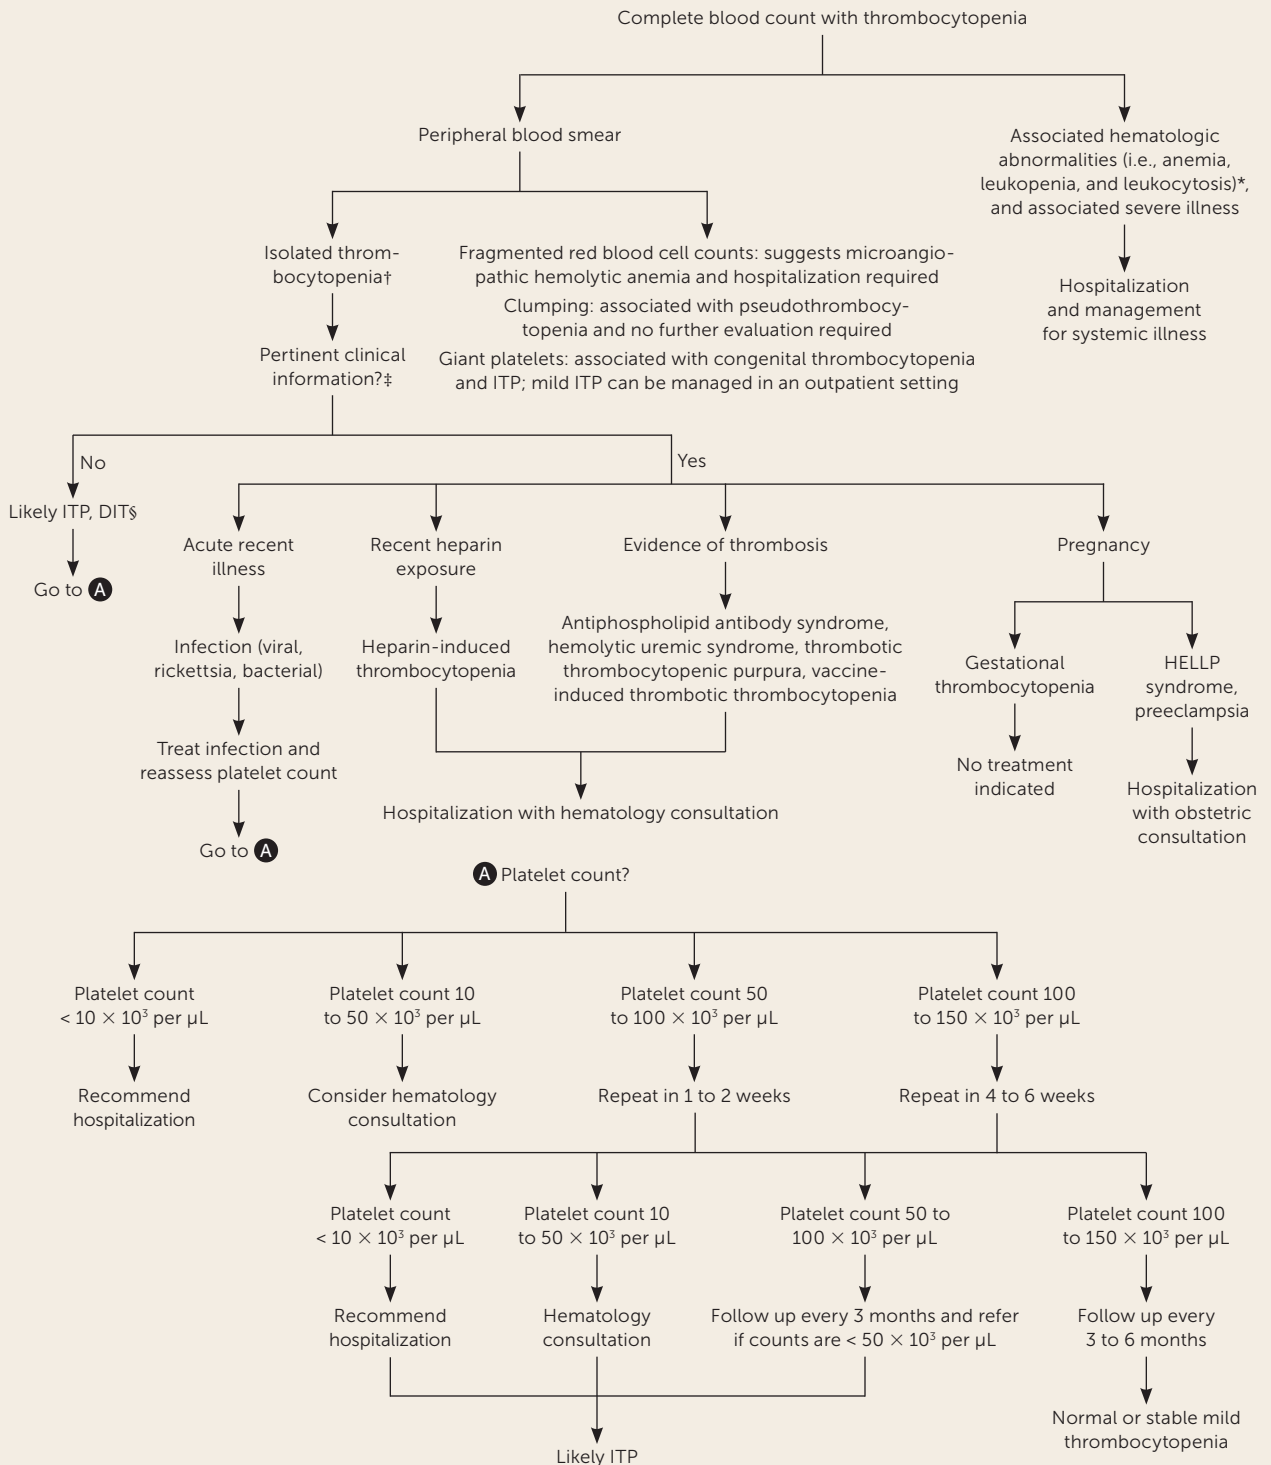 Complete blood count with thrombocytopenia
Peripheral blood smear
Associated hematologic
abnormalities (i.e., anemia,
leukopenia, and leukocytosis)*,
and associated severe illness
Hospitalization
and management
for systemic illness
Isolated throm-
bocytopenia†
Pertinent clinical
information?‡
Fragmented red blood cell counts: suggests microangio-
pathic hemolytic anemia and hospitalization required
Clumping: associated with pseudothrombocy-
topenia and no further evaluation required
Giant platelets: associated with congenital thrombocytopenia
and ITP; mild ITP can be managed in an outpatient setting
No
Yes
Likely ITP, DIT§
Go to A
Acute recent
illness
Infection (viral,
rickettsia, bacterial)
Treat infection and
reassess platelet count
Go to A
Recent heparin
exposure
Heparin-induced
thrombocytopenia
Evidence of thrombosis
Antiphospholipid antibody syndrome,
hemolytic uremic syndrome, thrombotic
thrombocytopenic purpura, vaccine-
induced thrombotic thrombocytopenia
Hospitalization with hematology consultation
Pregnancy
Gestational
thrombocytopenia
No treatment
indicated
HELLP
syndrome,
preeclampsia
Hospitalization
with obstetric
consultation
A Platelet count?
Platelet count
< 10 × 10³ per µL
Recommend
hospitalization
Platelet count 10
to 50 × 10³ per µL
Consider hematology
consultation
Platelet count 50
to 100 × 10³ per µL
Repeat in 1 to 2 weeks
Platelet count 100
to 150 × 10³ per µL
Repeat in 4 to 6 weeks
Platelet count
< 10 × 10³ per µL
Recommend
hospitalization
Platelet count 10
to 50 × 10³ per µL
Hematology
consultation
Platelet count 50 to
100 × 10³ per µL
Follow up every 3 months and refer
if counts are < 50 × 10³ per µL
Likely ITP
Platelet count 100
to 150 × 10³ per µL
Follow up every
3 to 6 months
Normal or stable mild
thrombocytopenia